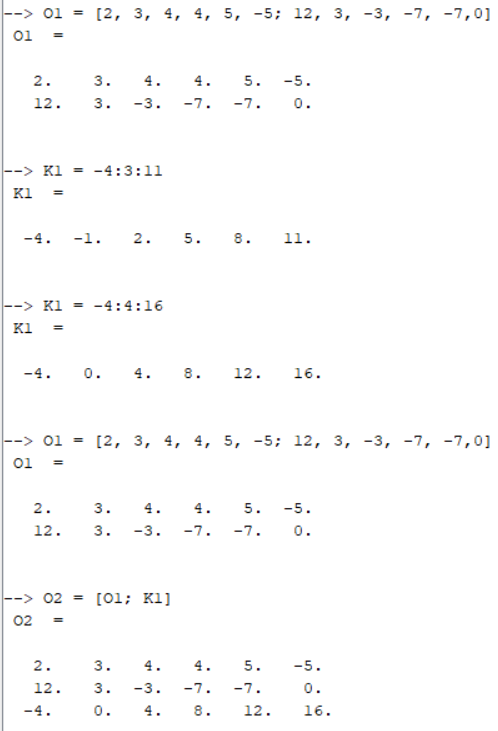 --> O1 = [2, 3, 4, 4, 5, -5; 12, 3, -3, -7, -7,0]
O1  =
2.   3.   4.   4.   5.  -5.
12.   3.  -3.  -7.  -7.   0.
--> K1 = -4:3:11
K1  =
-4.  -1.   2.   5.   8.   11.
--> K1 = -4:4:16
K1  =
-4.   0.   4.   8.   12.   16.
--> O1 = [2, 3, 4, 4, 5, -5; 12, 3, -3, -7, -7,0]
O1  =
2.   3.   4.   4.   5.  -5.
12.   3.  -3.  -7.  -7.   0.
--> O2 = [O1; K1]
O2  =
2.   3.   4.   4.   5.   -5.
12.   3.  -3.  -7.  -7.    0.
-4.   0.   4.   8.   12.   16.